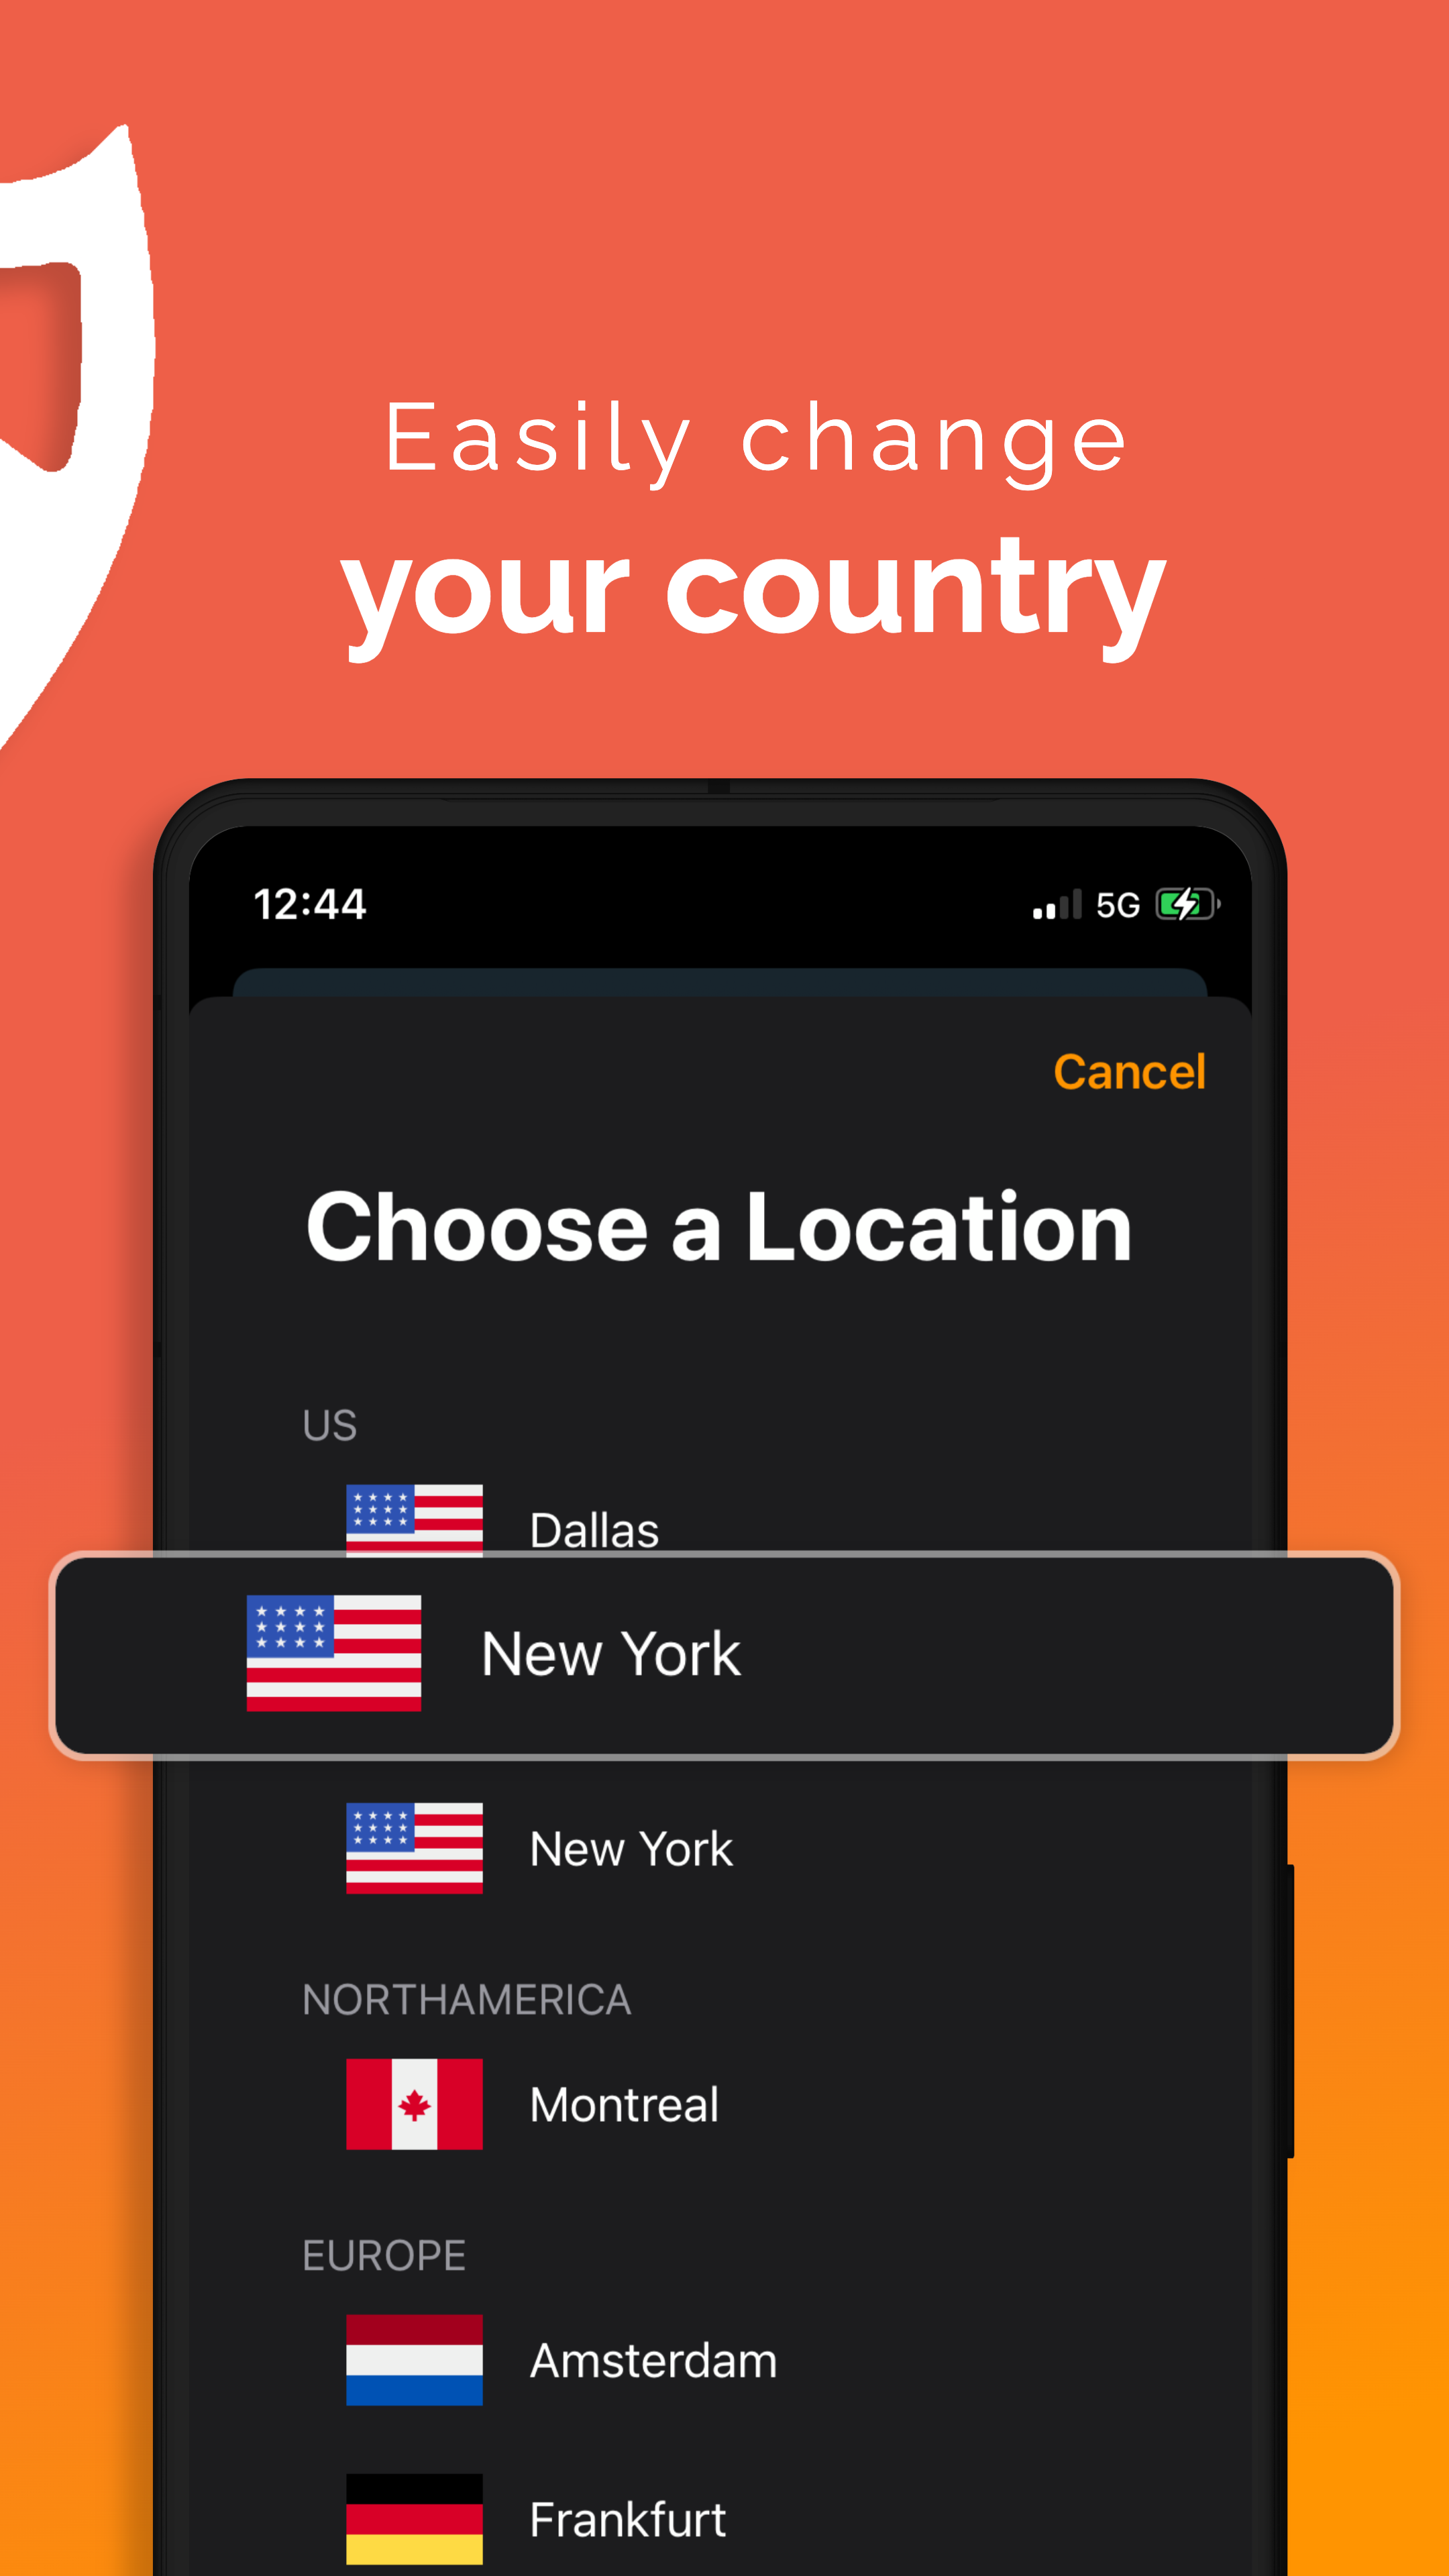 Easily change
your country
12:44 5G
Cancel
Choose a Location
US
Dallas
New York
New York
NORTHAMERICA
Montreal
EUROPE
Amsterdam
Frankfurt